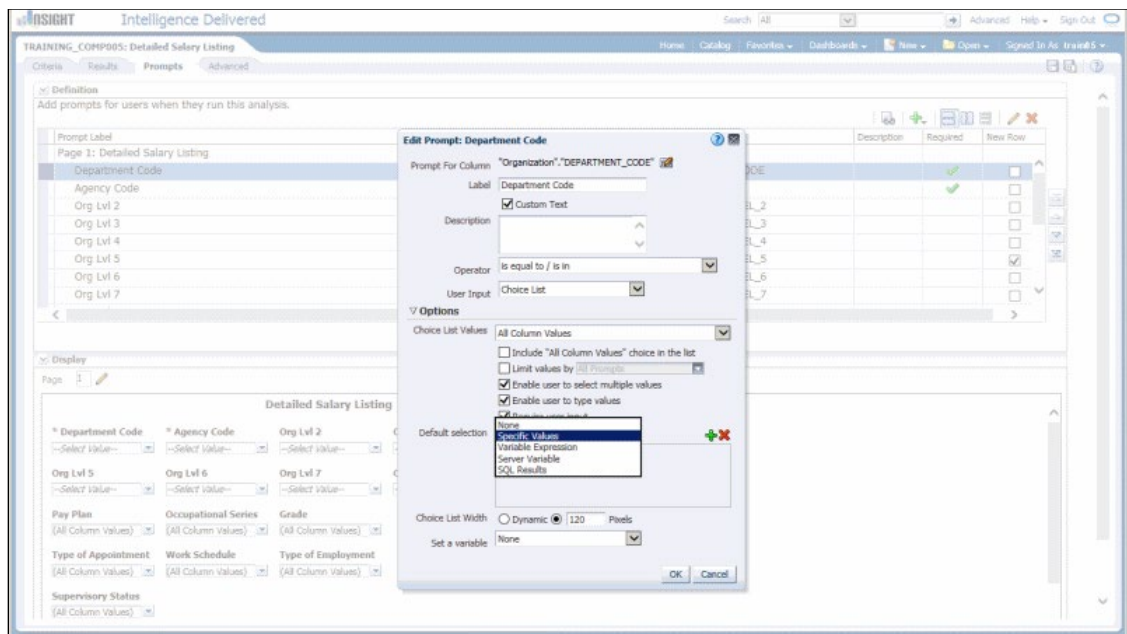 INSIGHT Intelligence Delivered Search All Advanced Help Sign Out
TRAINING_COMP005: Detailed Salary Listing Home Catalog Favorites Dashboards New Open Signed In As train85
Criteria Results Prompts Advanced
Definition
Add prompts for users when they run this analysis.
Prompt Label Description Required New Row
Page 1: Detailed Salary Listing
Department Code
Agency Code
Org Lvl 2
Org Lvl 3
Org Lvl 4
Org Lvl 5
Org Lvl 6
Org Lvl 7
Edit Prompt: Department Code
Prompt For Column "Organization"."DEPARTMENT_CODE"
Label Department Code
Custom Text
Description
Operator is equal to / is in
User Input Choice List
Options
Choice List Values All Column Values
Include "All Column Values" choice in the list
Limit values by All Prompts
Enable user to select multiple values
Enable user to type values
Require user input
Default selection
None
Specific Values
Variable Expression
Server Variable
SQL Results
Choice List Width Dynamic 120 Pixels
Set a variable None
OK Cancel
Display
Page 1
Detailed Salary Listing
* Department Code * Agency Code Org Lvl 2
--Select Value-- --Select Value-- --Select Value--
Org Lvl 5 Org Lvl 6 Org Lvl 7
--Select Value-- --Select Value-- --Select Value--
Pay Plan Occupational Series Grade
(All Column Values) (All Column Values) (All Column Values)
Type of Appointment Work Schedule Type of Employment
(All Column Values) (All Column Values) (All Column Values)
Supervisory Status
(All Column Values)